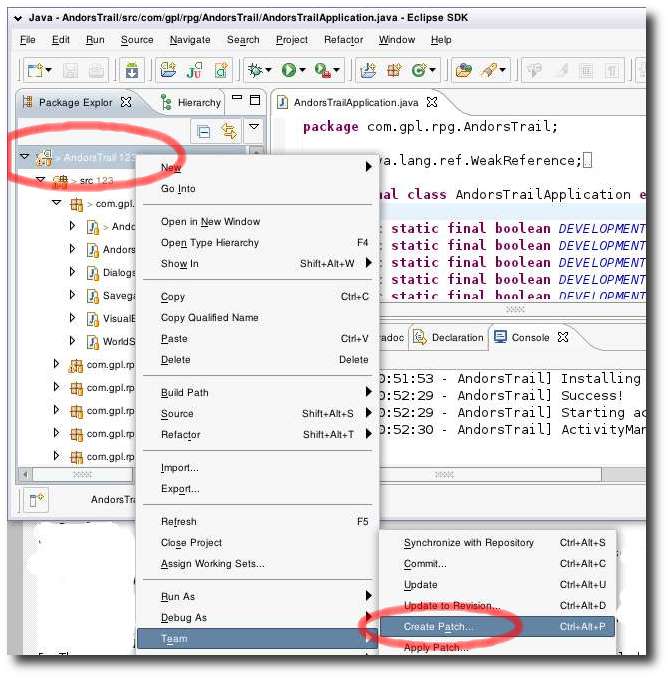 Java - AndorsTrail/src/com/gpl/rpg/AndorsTrail/AndorsTrailApplication.java - Eclipse SDK
File Edit Run Source Navigate Search Project Refactor Window Help
Package Explor Hierarchy
> AndorsTrail 123
> src 123
> com.gpl.
> Ando
Andors
Dialogs
Savega
VisualE
WorldS
com.gpl.rp
com.gpl.rp
com.gpl.rp
com.gpl.rp
com.gpl.rp
AndorsTra
AndorsTrailApplication.java
package com.gpl.rpg.AndorsTrail;
va.lang.ref.WeakReference;
nal class AndorsTrailApplication e
c static final boolean DEVELOPMENT
c static final boolean DEVELOPMENT
c static final boolean DEVELOPMENT
c static final boolean DEVELOPMENT
c static final boolean DEVELOPMENT
adoc Declaration Console
0:51:53 - AndorsTrail] Installing
0:52:29 - AndorsTrail] Success!
0:52:29 - AndorsTrail] Starting ac
0:52:30 - AndorsTrail] ActivityMan
New
Go Into
Open in New Window
Open Type Hierarchy F4
Show In Shift+Alt+W
Copy Ctrl+C
Copy Qualified Name
Paste Ctrl+V
Delete Delete
Build Path
Source Shift+Alt+S
Refactor Shift+Alt+T
Import...
Export...
Refresh F5
Close Project
Assign Working Sets...
Run As
Debug As
Team
Synchronize with Repository Ctrl+Alt+S
Commit... Ctrl+Alt+C
Update Ctrl+Alt+U
Update to Revision... Ctrl+Alt+D
Create Patch... Ctrl+Alt+P
Apply Patch...